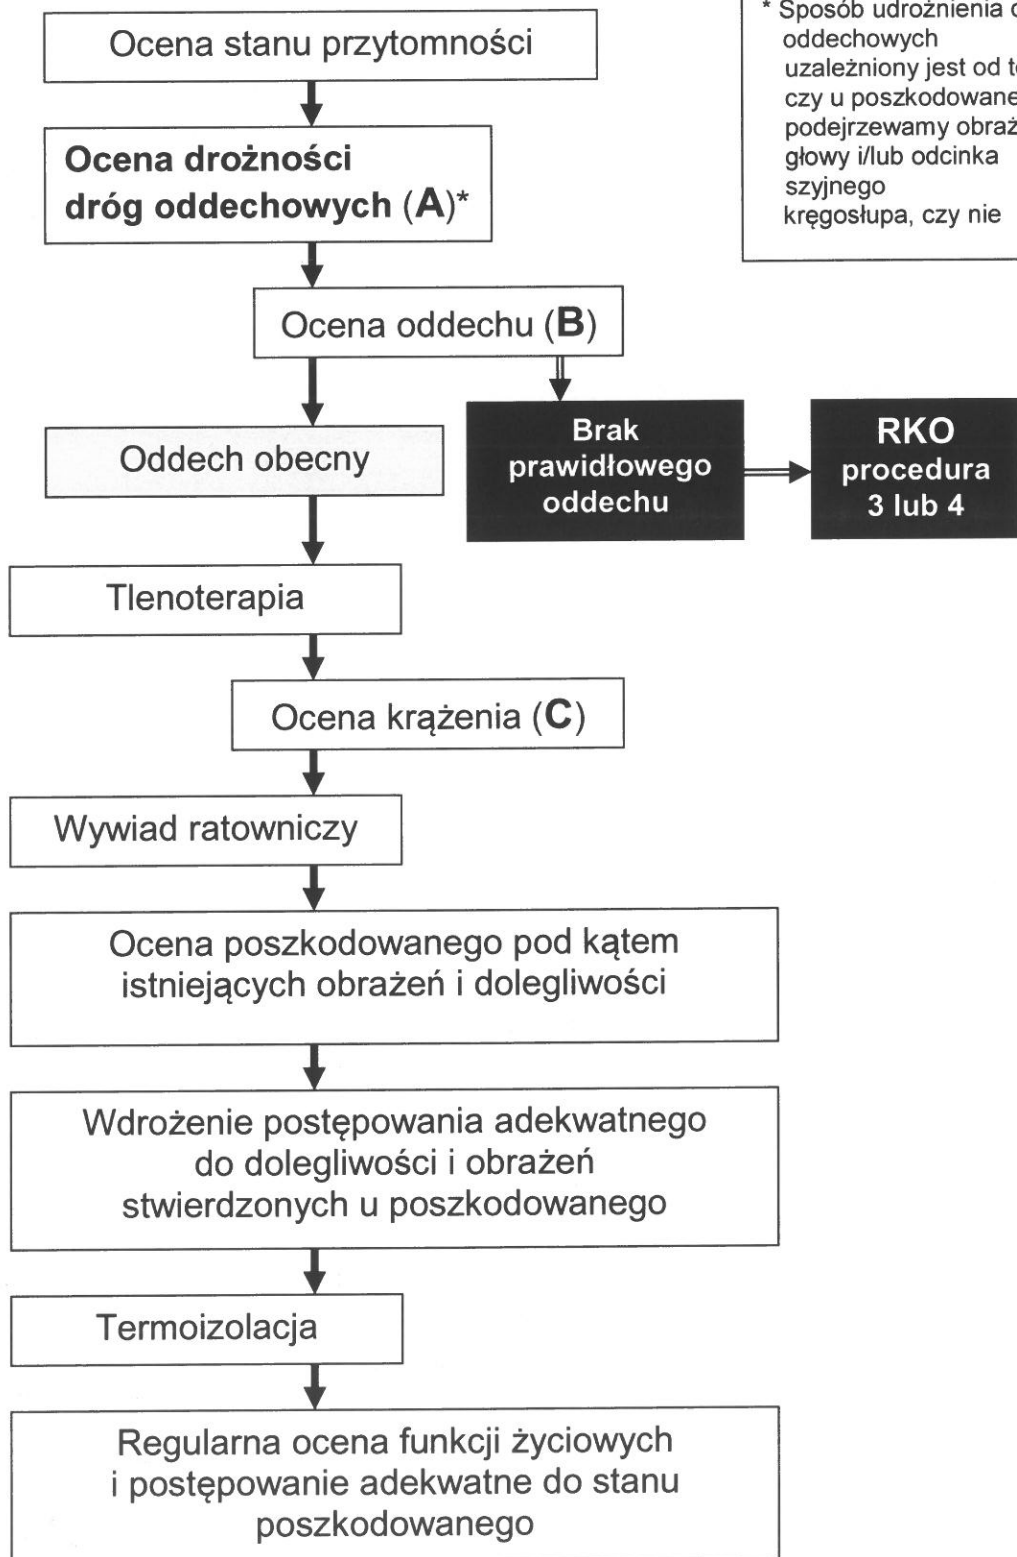 Ocena stanu przytomności
* Sposób udrożnienia
oddechowych
uzależniony jest od
czy u poszkodowane
podejrzewamy obraż
głowy i/lub odcinka
szyjnego
kręgosłupa, czy nie
Ocena drożności
dróg oddechowych (A)*
Ocena oddechu (B)
Oddech obecny
Brak
prawidłowego
oddechu
RKO
procedura
3 lub 4
Tlenoterapia
Ocena krążenia (C)
Wywiad ratowniczy
Ocena poszkodowanego pod kątem
istniejących obrażeń i dolegliwości
Wdrożenie postępowania adekwatnego
do dolegliwości i obrażeń
stwierdzonych u poszkodowanego
Termoizolacja
Regularna ocena funkcji życiowych
i postępowanie adekwatne do stanu
poszkodowanego